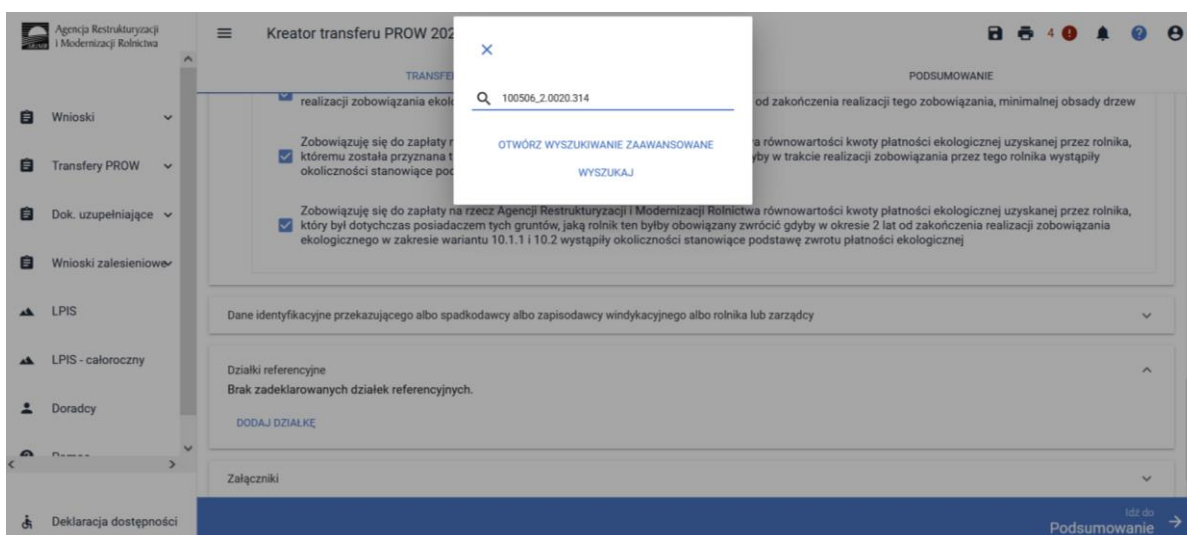 Agencja Restrukturyzacji
i Modernizacji Rolnictwa
Kreator transferu PROW 202
4
TRANSFE
PODSUMOWANIE
100506_2.0020.314
OTWÓRZ WYSZUKIWANIE ZAAWANSOWANE
WYSZUKAJ
Wnioski
Transfery PROW
Dok. uzupełniające
Wnioski zalesieniowe
LPIS
LPIS - całoroczny
Doradcy
Deklaracja dostępności
realizacji zobowiązania ekolo od zakończenia realizacji tego zobowiązania, minimalnej obsady drzew
Zobowiązuję się do zapłaty równowartości kwoty płatności ekologicznej uzyskanej przez rolnika,
któremu została przyznana w trakcie realizacji zobowiązania przez tego rolnika wystąpiły
okoliczności stanowiące
Zobowiązuję się do zapłaty na rzecz Agencji Restrukturyzacji i Modernizacji Rolnictwa równowartości kwoty płatności ekologicznej uzyskanej przez rolnika,
który był dotychczas posiadaczem tych gruntów, jaką rolnik ten byłby obowiązany zwrócić gdyby w okresie 2 lat od zakończenia realizacji zobowiązania
ekologicznego w zakresie wariantu 10.1.1 i 10.2 wystąpiły okoliczności stanowiące podstawę zwrotu płatności ekologicznej
Dane identyfikacyjne przekazującego albo spadkodawcy albo zapisodawcy windykacyjnego albo rolnika lub zarządcy
Działki referencyjne
Brak zadeklarowanych działek referencyjnych.
DODAJ DZIAŁKĘ
Załączniki
Idź do
Podsumowanie